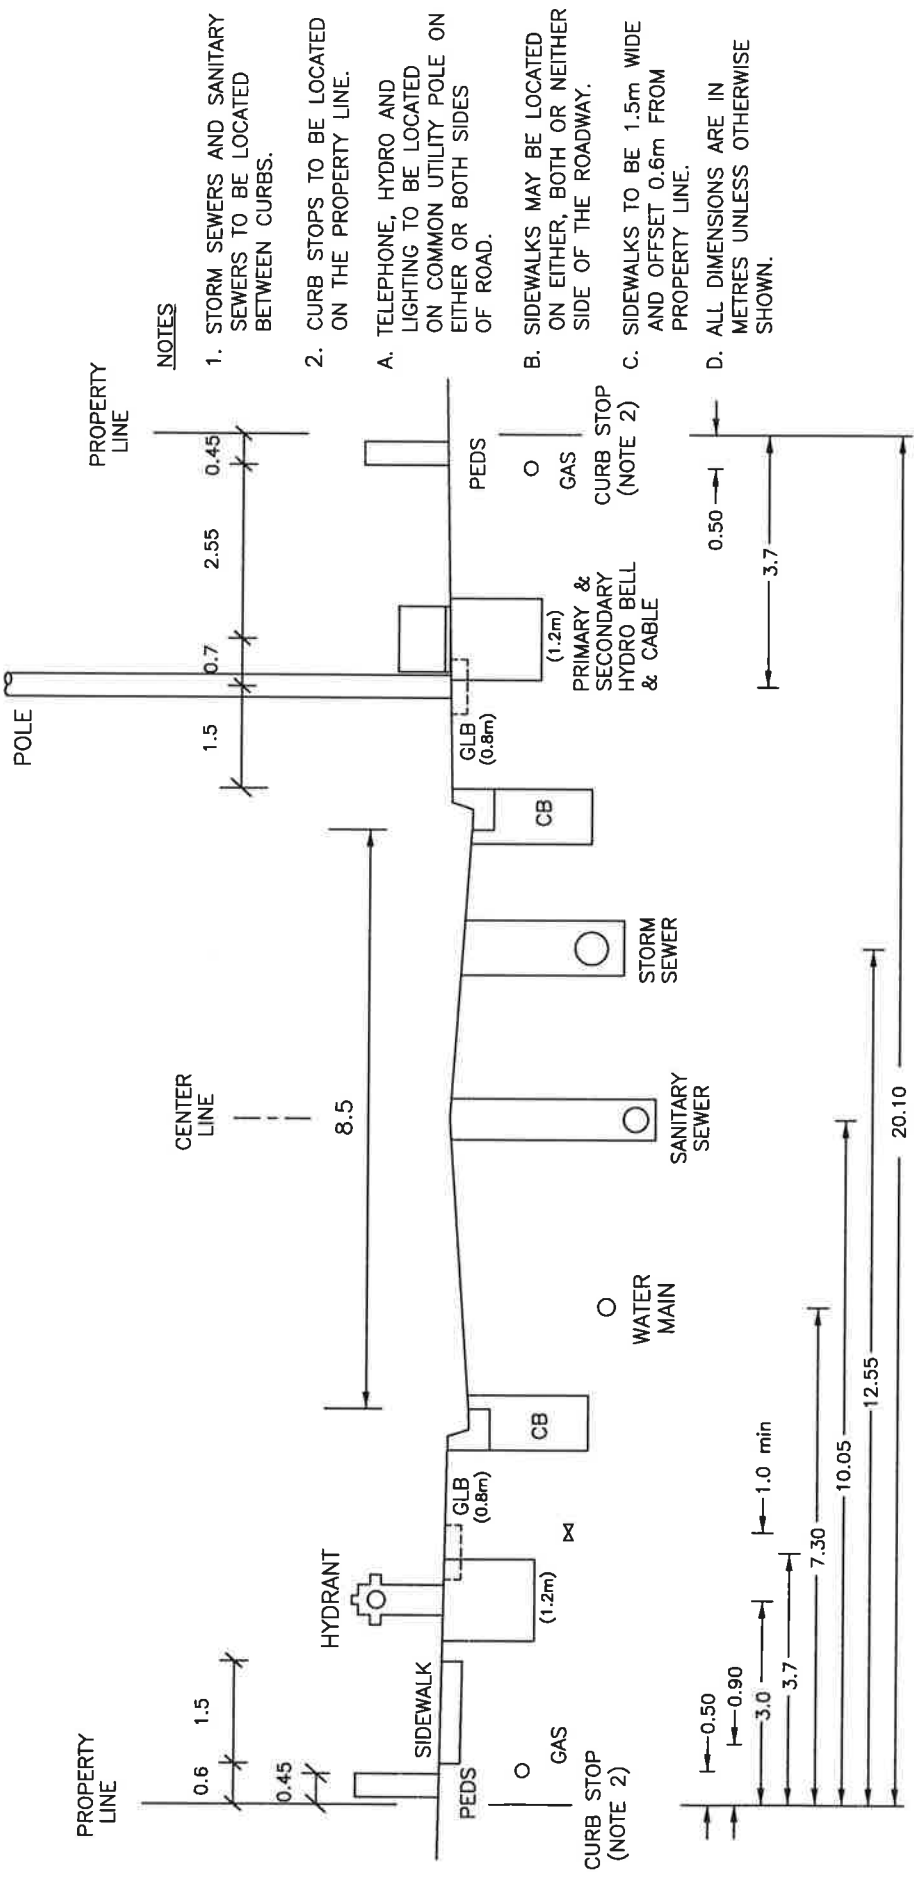 PROPERTY
LINE
0.6
1.5
0.45
SIDEWALK
PEDS
GAS
CURB STOP
(NOTE 2)
HYDRANT
(1.2m)
GLB
(0.8m)
CB
WATER
MAIN
CENTER
LINE
8.5
SANITARY
SEWER
STORM
SEWER
CB
POLE
1.5
0.7
2.55
0.45
PROPERTY
LINE
GLB
(0.8m)
(1.2m)
PRIMARY &
SECONDARY
HYDRO BELL
& CABLE
PEDS
GAS
CURB STOP
(NOTE 2)
0.50
3.7
0.50
0.90
3.0
1.0 min
3.7
7.30
10.05
12.55
20.10
NOTES
1. STORM SEWERS AND SANITARY
SEWERS TO BE LOCATED
BETWEEN CURBS.
2. CURB STOPS TO BE LOCATED
ON THE PROPERTY LINE.
A. TELEPHONE, HYDRO AND
LIGHTING TO BE LOCATED
ON COMMON UTILITY POLE ON
EITHER OR BOTH SIDES
OF ROAD.
B. SIDEWALKS MAY BE LOCATED
ON EITHER, BOTH OR NEITHER
SIDE OF THE ROADWAY.
C. SIDEWALKS TO BE 1.5m WIDE
AND OFFSET 0.6m FROM
PROPERTY LINE.
D. ALL DIMENSIONS ARE IN
METRES UNLESS OTHERWISE
SHOWN.